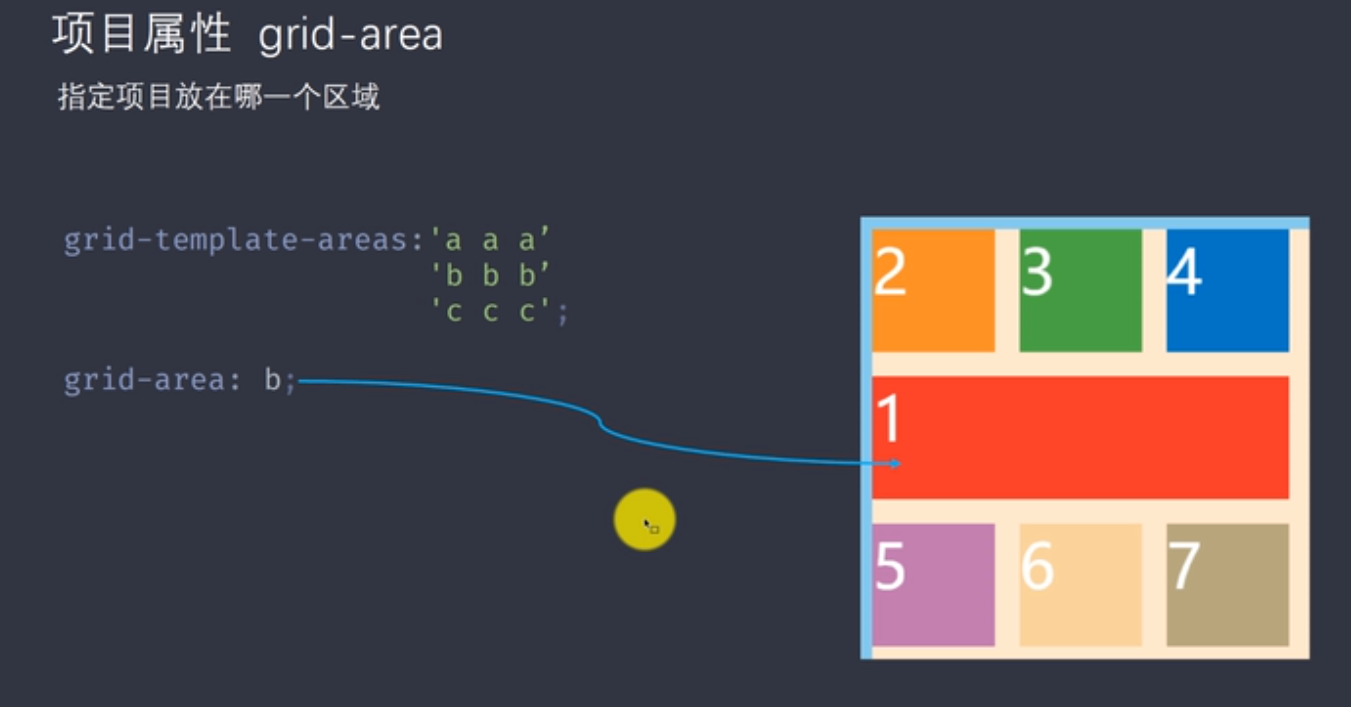 项目属性 grid-area
指定项目放在哪一个区域
grid-template-areas:'a a a’
'b b b’
'c c c';
grid-area: b;
2 3 4
1
5 6 7